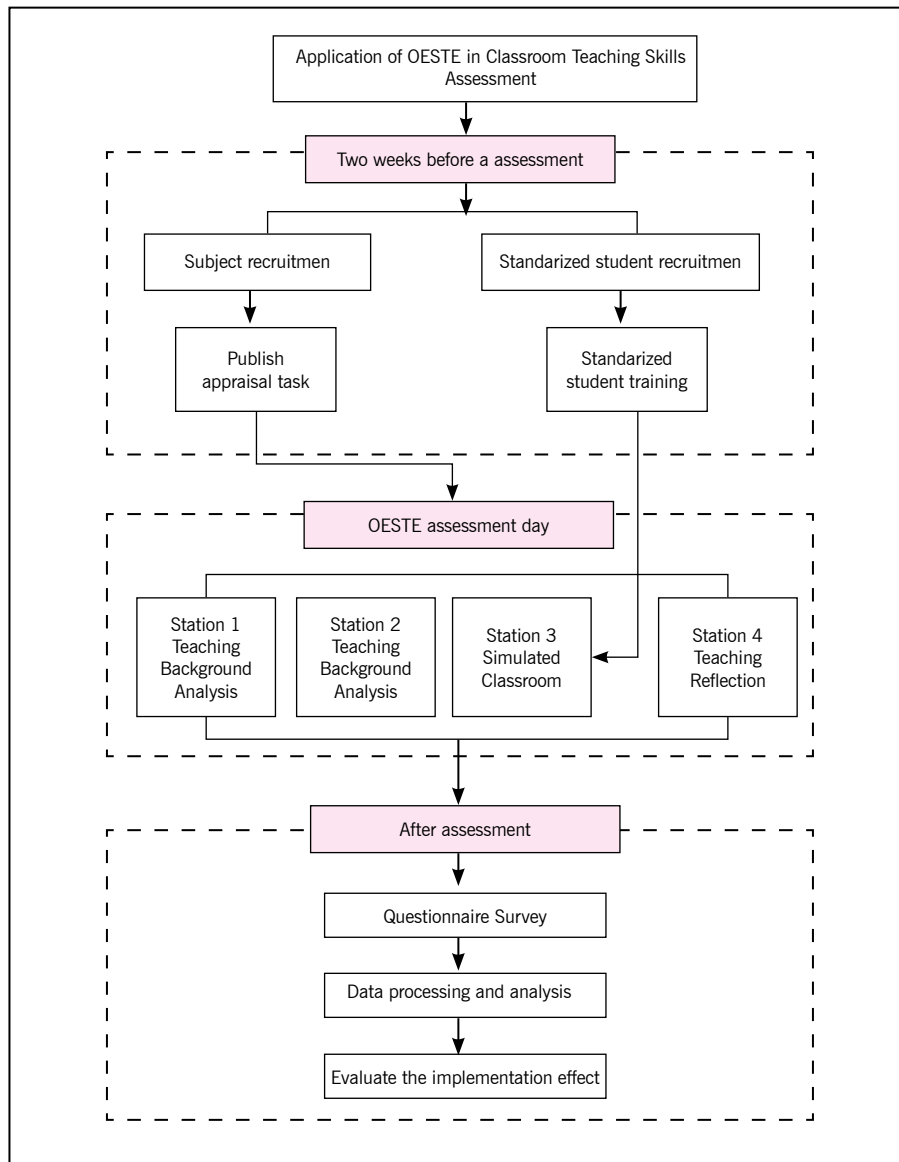 Application of OESTE in Classroom Teaching Skills
Assessment
Two weeks before a assessment
Subject recruitmen
Standarized student recruitmen
Publish
appraisal task
Standarized
student training
OESTE assessment day
Station 1
Teaching
Background
Analysis
Station 2
Teaching
Background
Analysis
Station 3
Simulated
Classroom
Station 4
Teaching
Reflection
After assessment
Questionnaire Survey
Data processing and analysis
Evaluate the implementation effect